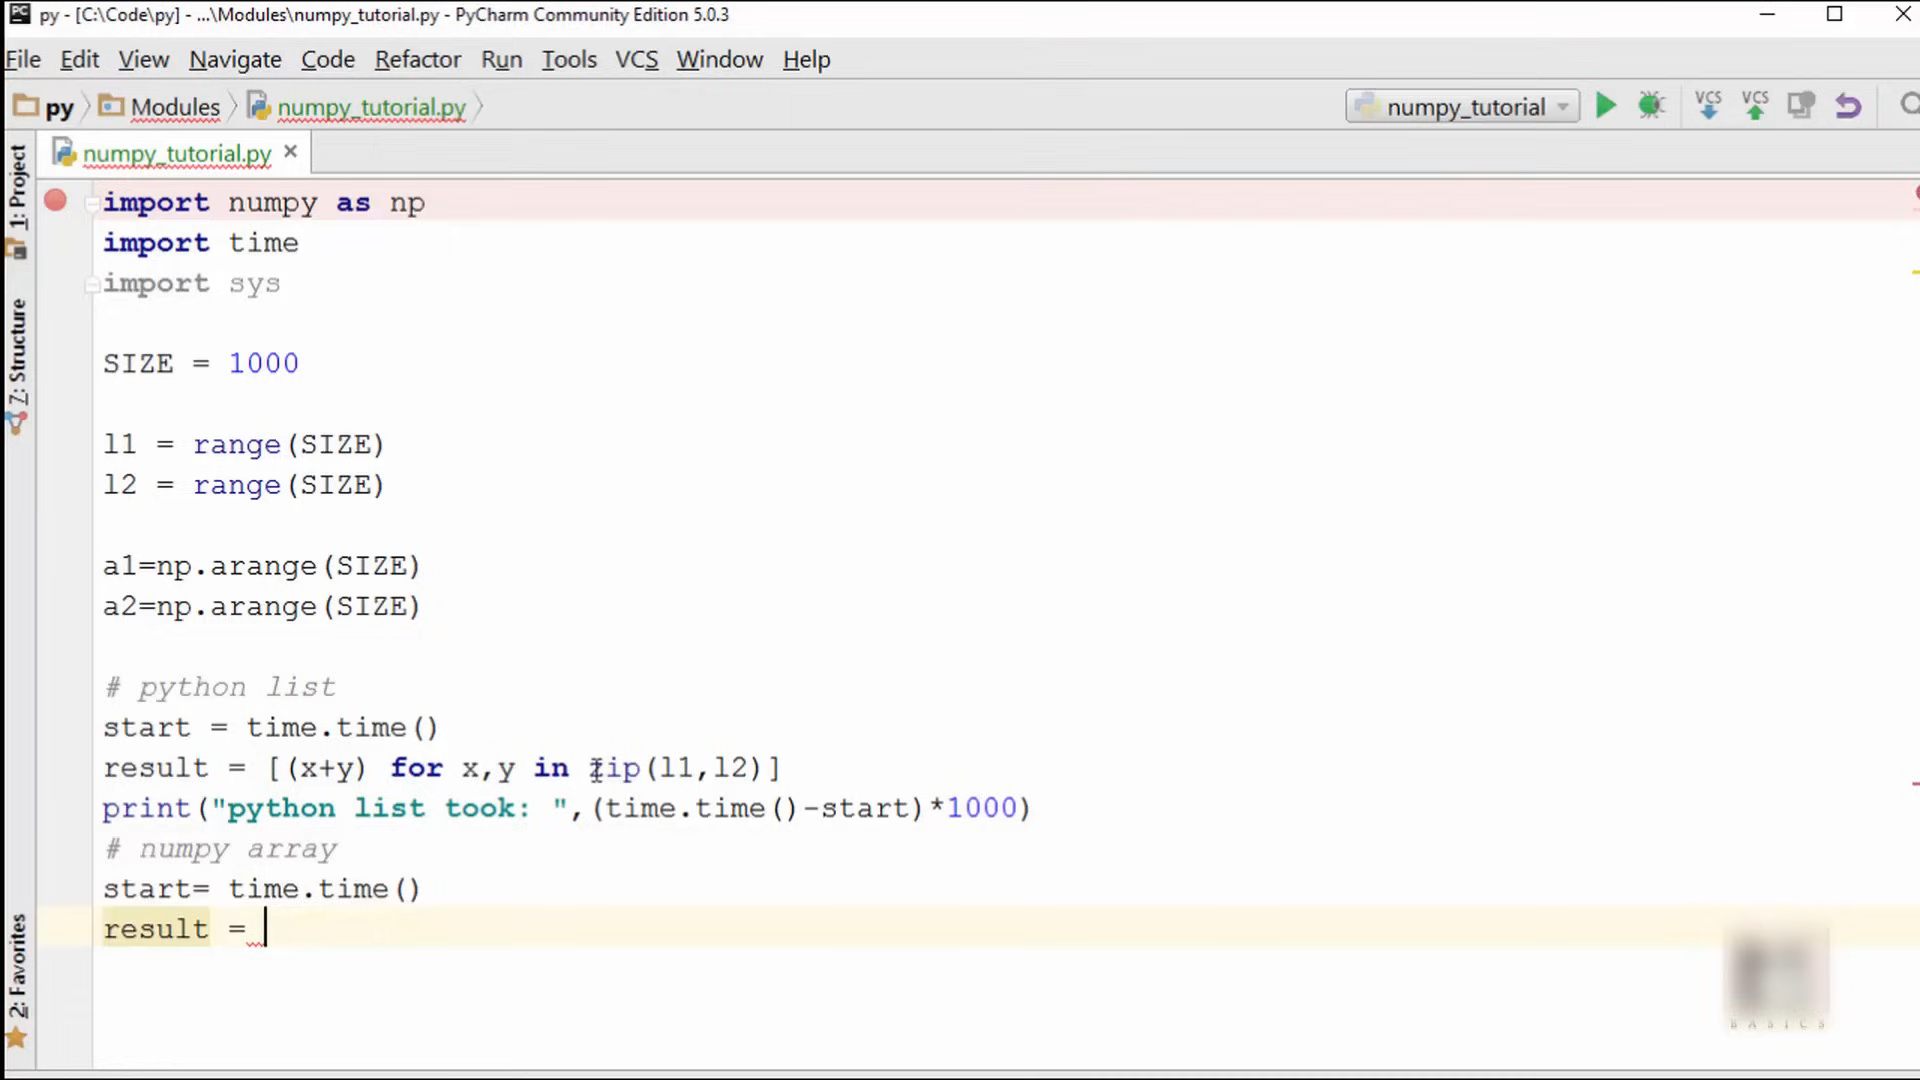 py - [C:\Code\py] - ...\Modules\numpy_tutorial.py - PyCharm Community Edition 5.0.3
File Edit View Navigate Code Refactor Run Tools VCS Window Help
py Modules numpy_tutorial.py numpy_tutorial VCS VCS
numpy_tutorial.py
1: Project
7: Structure
2: Favorites
import numpy as np
import time
import sys
SIZE = 1000
l1 = range(SIZE)
l2 = range(SIZE)
a1=np.arange(SIZE)
a2=np.arange(SIZE)
# python list
start = time.time()
result = [(x+y) for x,y in zip(l1,l2)]
print("python list took: ",(time.time()-start)*1000)
# numpy array
start= time.time()
result =
BASICS